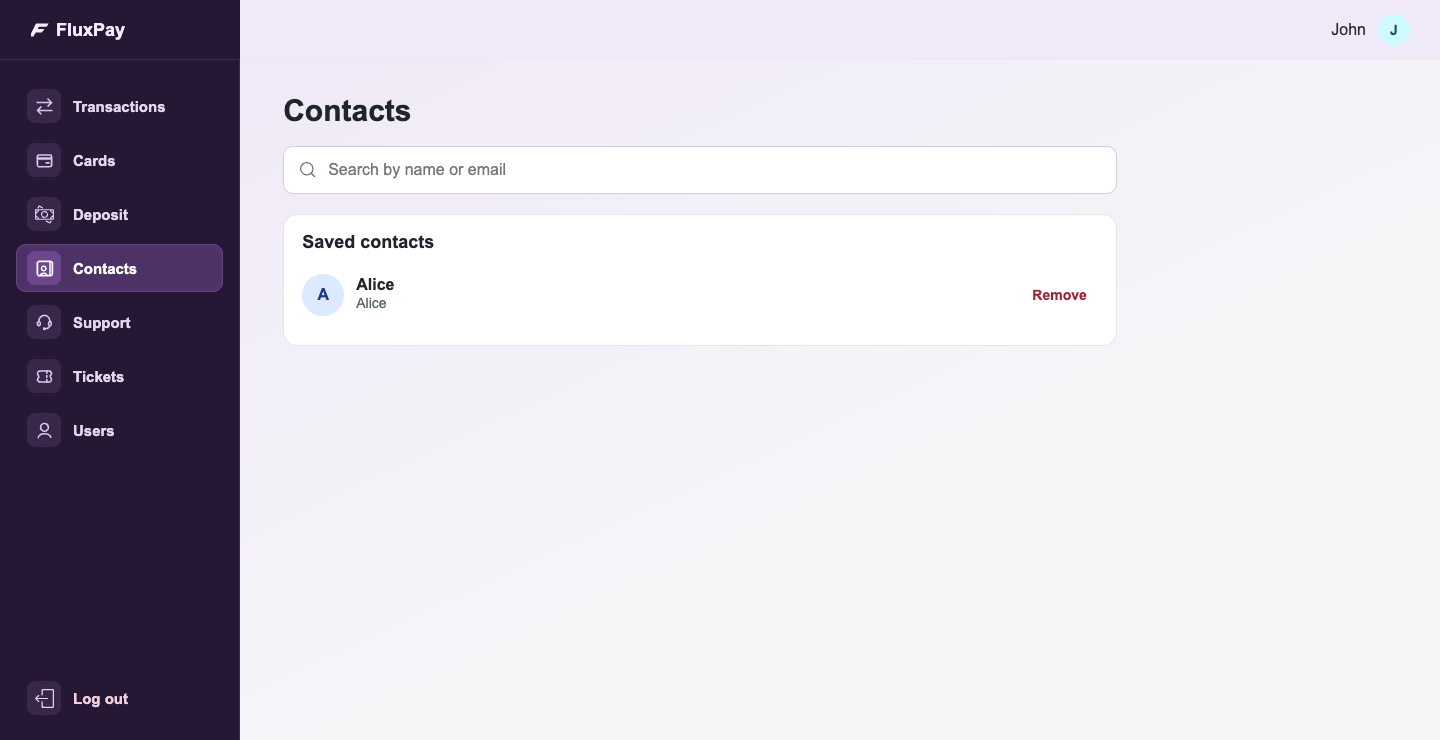 FluxPay
John
J
Transactions
Cards
Deposit
Contacts
Support
Tickets
Users
Log out
Contacts
Search by name or email
Saved contacts
A
Alice
Alice
Remove